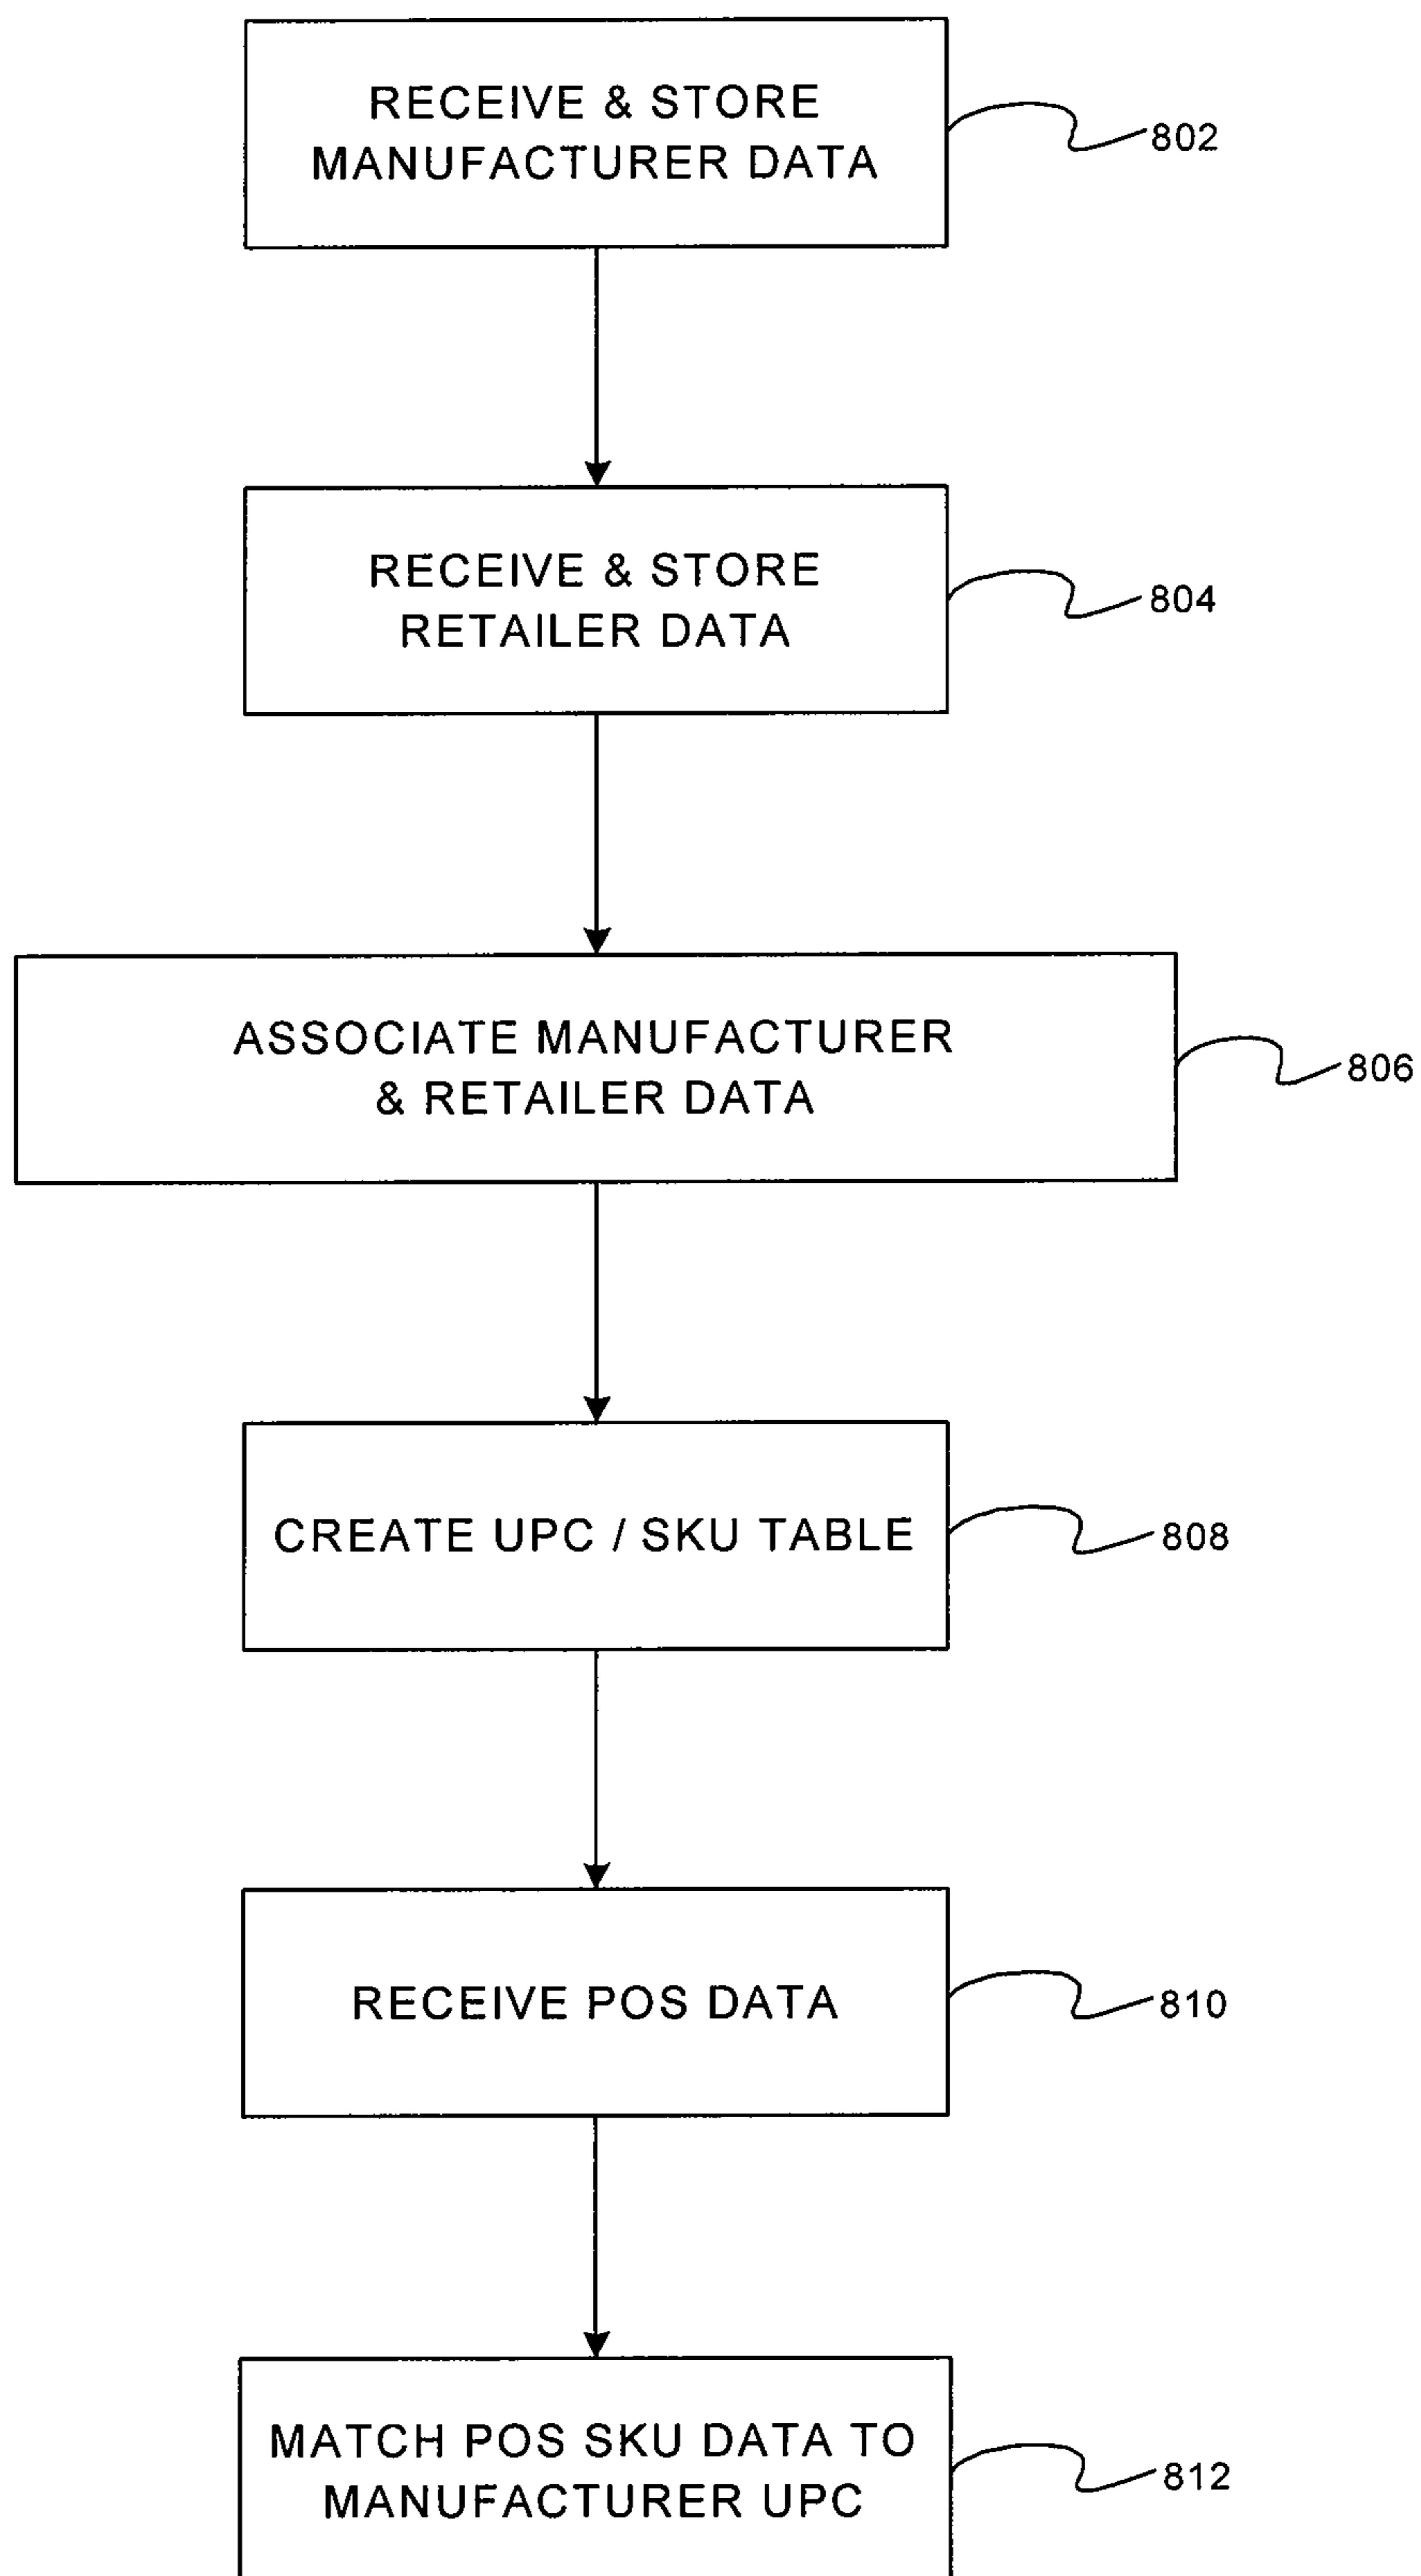 RECEIVE & STORE
MANUFACTURER DATA
802
RECEIVE & STORE
RETAILER DATA
804
ASSOCIATE MANUFACTURER
& RETAILER DATA
806
CREATE UPC / SKU TABLE
808
RECEIVE POS DATA
810
MATCH POS SKU DATA TO
MANUFACTURER UPC
812